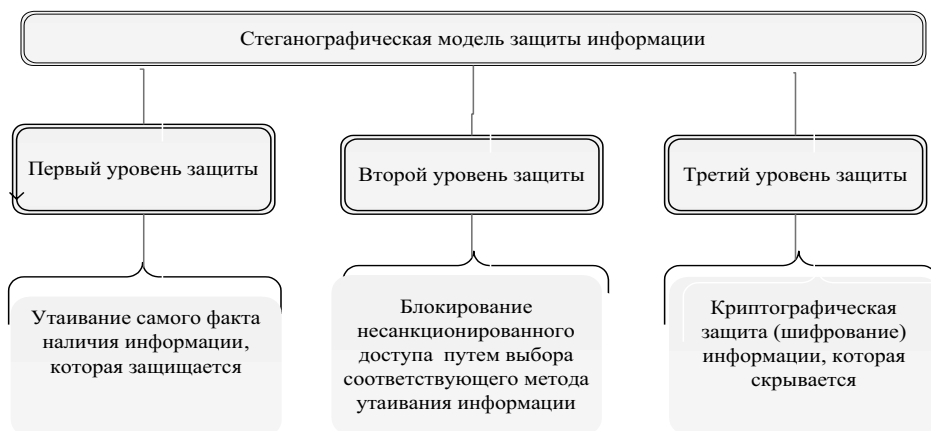 Стеганографическая модель защиты информации
Первый уровень защиты
Второй уровень защиты
Третий уровень защиты
Утаивание самого факта
наличия информации,
которая защищается
Блокирование
несанкционированного
доступа путем выбора
соответствующего метода
утаивания информации
Криптографическая
защита (шифрование)
информации, которая
скрывается